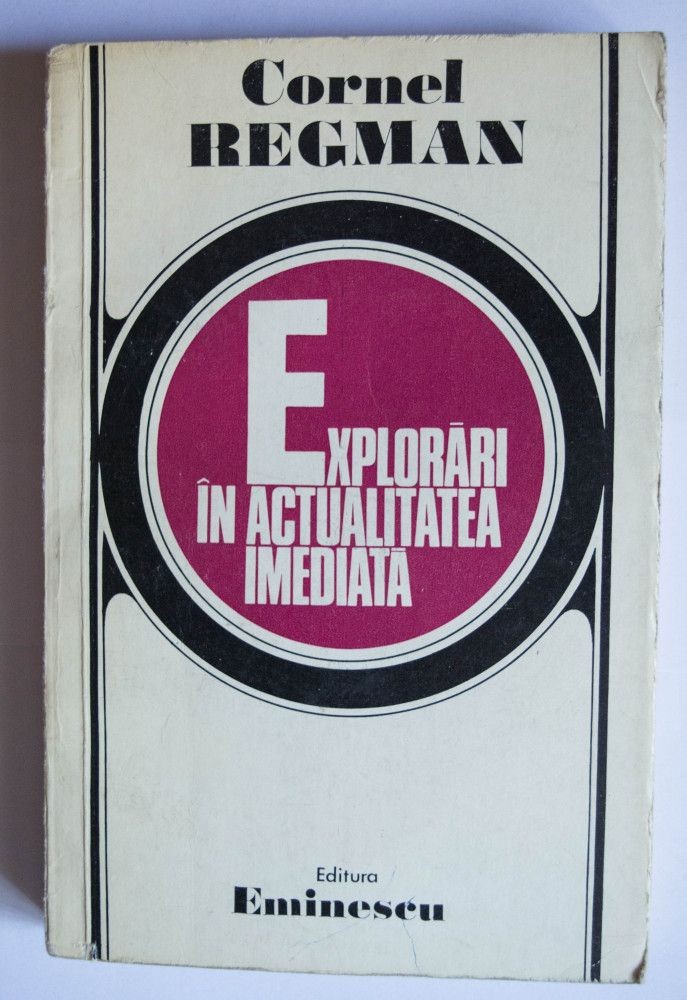 Cornel
REGMAN
EXPLORĂRI
ÎN ACTUALITATEA
IMEDIATĂ
Editura
Eminescu